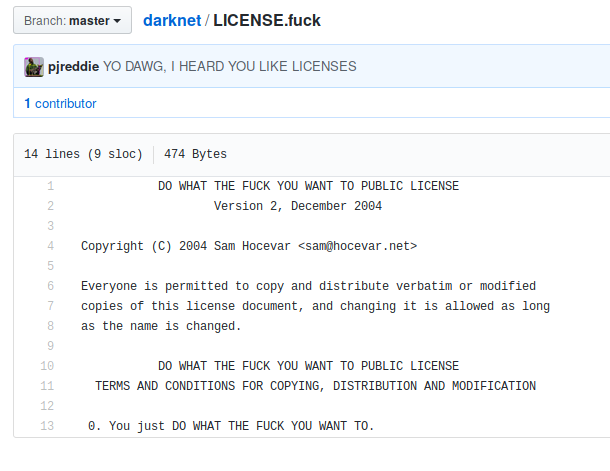 Branch: master
darknet / LICENSE.fuck
pjreddie YO DAWG, I HEARD YOU LIKE LICENSES
1 contributor
14 lines (9 sloc) 474 Bytes
1 DO WHAT THE FUCK YOU WANT TO PUBLIC LICENSE
2 Version 2, December 2004
3
4 Copyright (C) 2004 Sam Hocevar <sam@hocevar.net>
5
6 Everyone is permitted to copy and distribute verbatim or modified
7 copies of this license document, and changing it is allowed as long
8 as the name is changed.
9
10 DO WHAT THE FUCK YOU WANT TO PUBLIC LICENSE
11 TERMS AND CONDITIONS FOR COPYING, DISTRIBUTION AND MODIFICATION
12
13 0. You just DO WHAT THE FUCK YOU WANT TO.